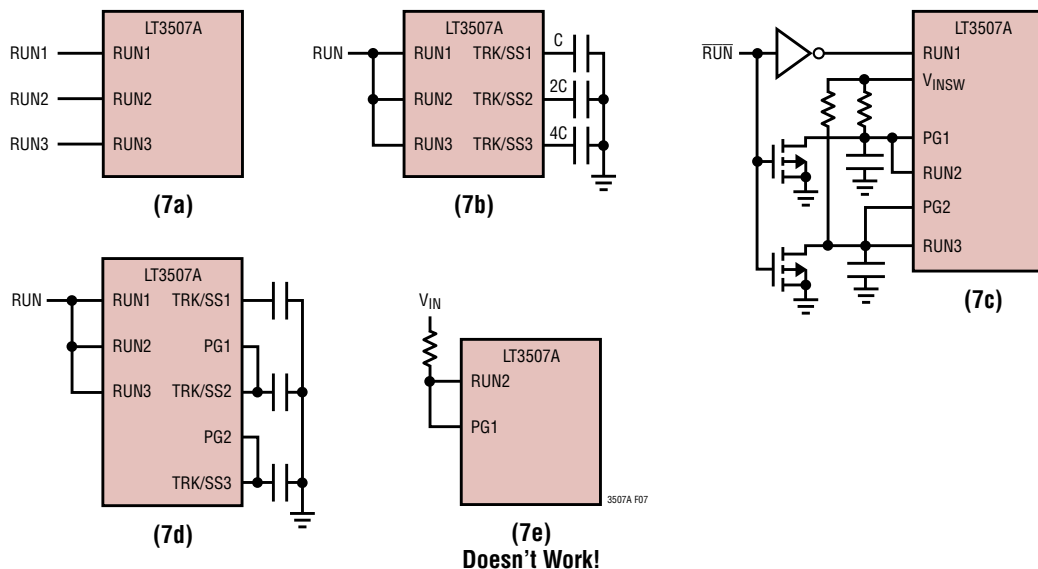 LT3507A
RUN1 RUN1
RUN2 RUN2
RUN3 RUN3
(7a)
LT3507A
RUN RUN1 TRK/SS1 C
RUN2 TRK/SS2 2C
RUN3 TRK/SS3 4C
(7b)
LT3507A
RUN RUN1
VINSW
PG1
RUN2
PG2
RUN3
(7c)
LT3507A
RUN RUN1 TRK/SS1
RUN2 PG1
RUN3 TRK/SS2
PG2
TRK/SS3
(7d)
VIN
LT3507A
RUN2
PG1
3507A F07
(7e)
Doesn't Work!